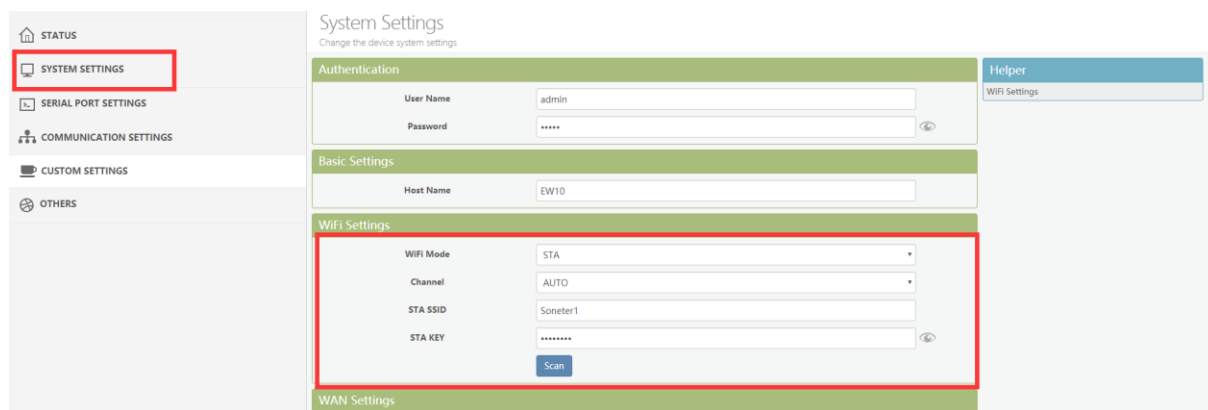 STATUS
SYSTEM SETTINGS
SERIAL PORT SETTINGS
COMMUNICATION SETTINGS
CUSTOM SETTINGS
OTHERS
System Settings
Change the device system settings
Authentication
User Name admin
Password •••••
Basic Settings
Host Name EW10
WiFi Settings
WiFi Mode STA
Channel AUTO
STA SSID Soneter1
STA KEY ••••••••
Scan
WAN Settings
Helper
WiFi Settings